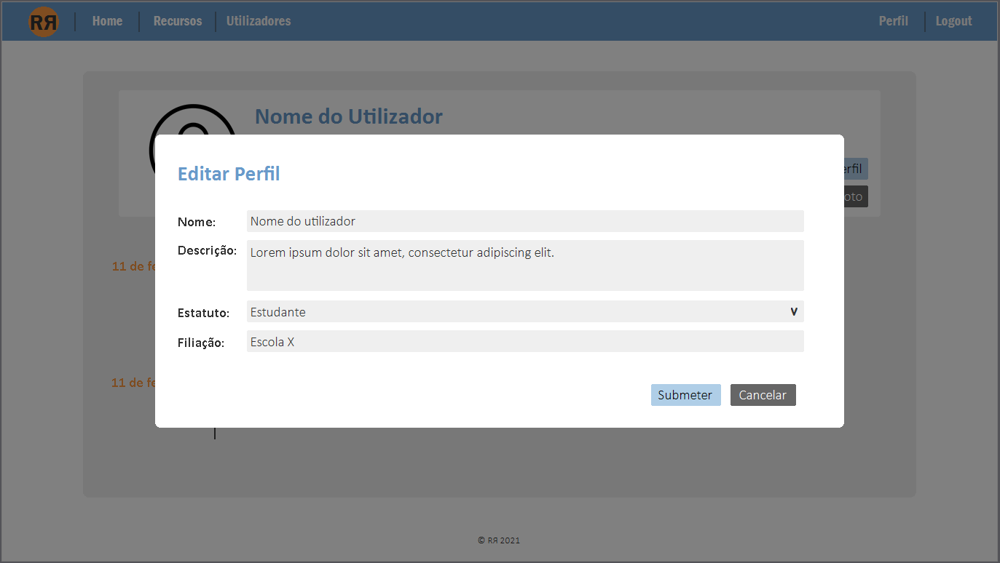 RЯ Home Recursos Utilizadores Perfil Logout
Nome do Utilizador
Editar Perfil
Nome: Nome do utilizador
Descrição: Lorem ipsum dolor sit amet, consectetur adipiscing elit.
Estatuto: Estudante V
Filiação: Escola X
Submeter Cancelar
erfil
oto
11 de fe
11 de fe
© RЯ 2021